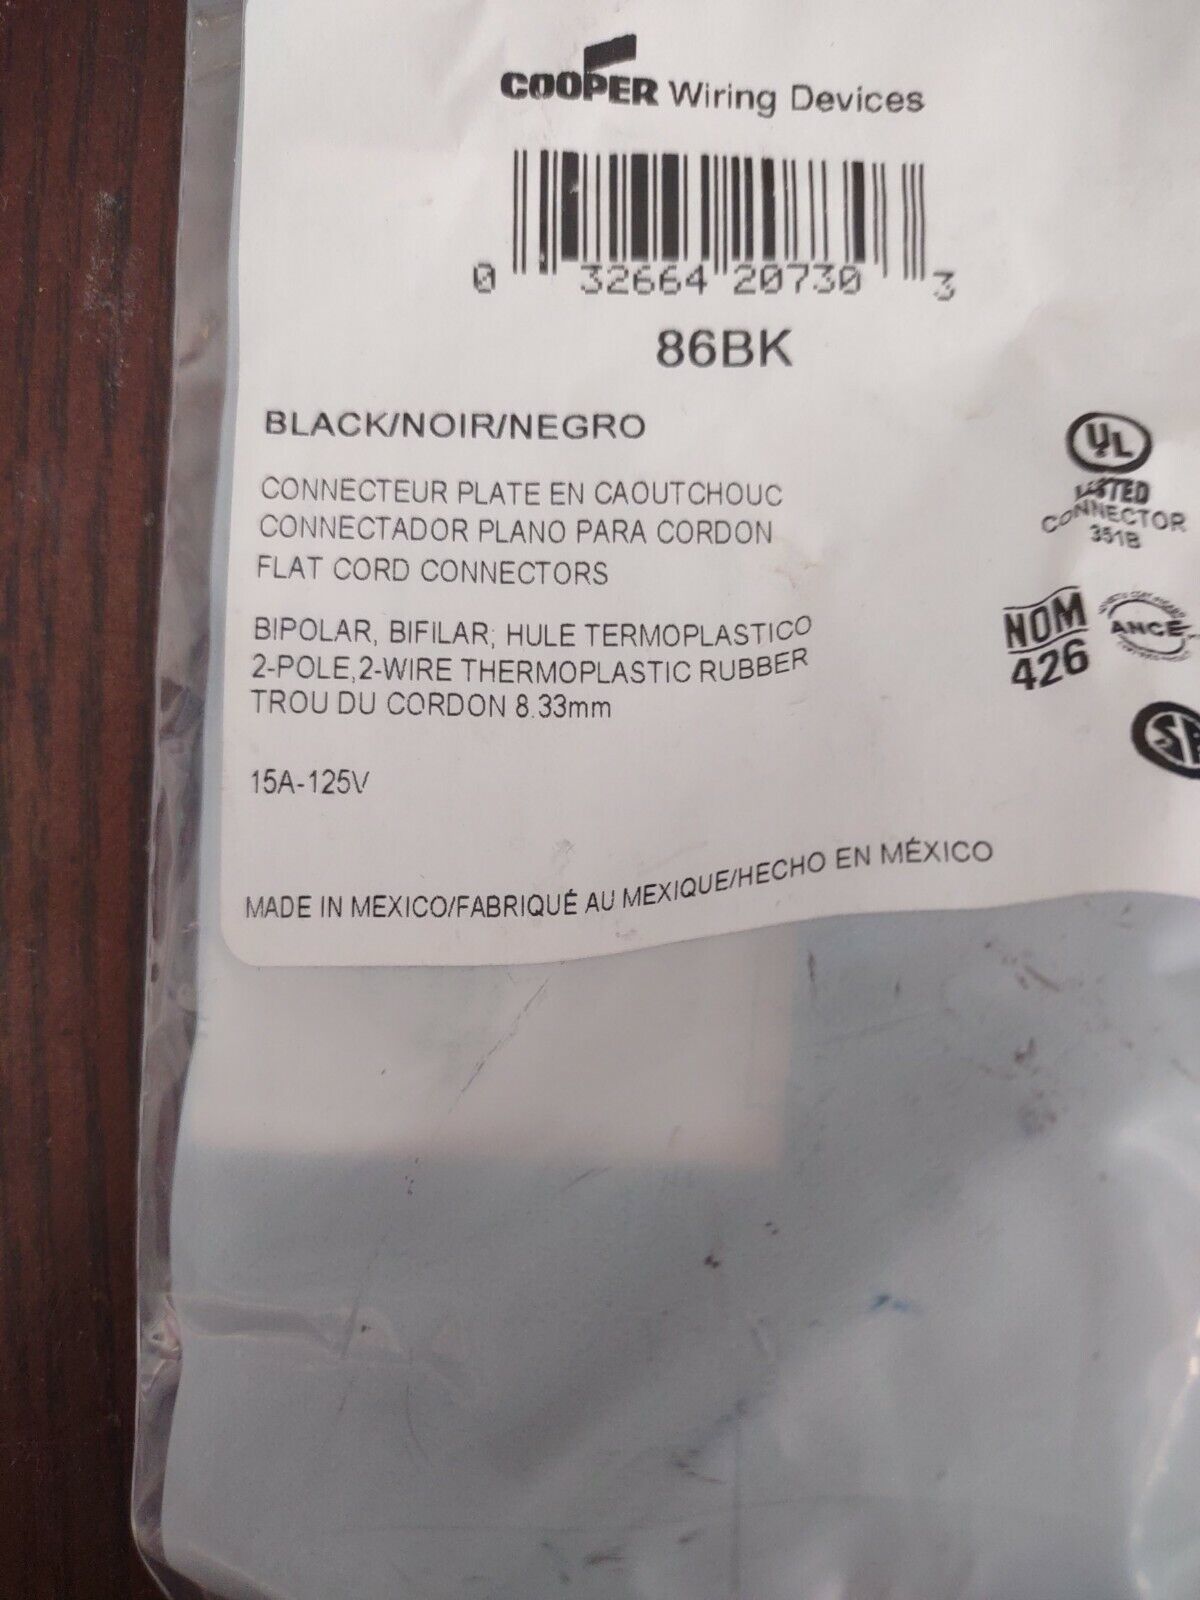 COOPER Wiring Devices
0 32664 20730 3
86BK
BLACK/NOIR/NEGRO
CONNECTEUR PLATE EN CAOUTCHOUC
CONNECTADOR PLANO PARA CORDON
FLAT CORD CONNECTORS
BIPOLAR, BIFILAR; HULE TERMOPLASTICO
2-POLE,2-WIRE THERMOPLASTIC RUBBER
TROU DU CORDON 8.33mm
15A-125V
MADE IN MEXICO/FABRIQUÉ AU MEXIQUE/HECHO EN MÉXICO
UL
LISTED
CONNECTOR
351B
NOM
426
ANCE